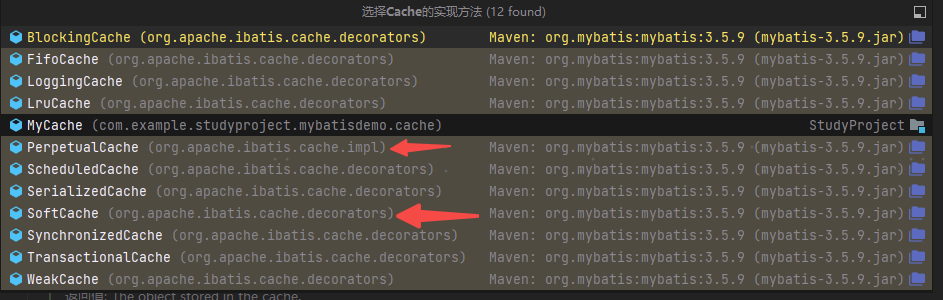 选择Cache的实现方法 (12 found)
BlockingCache (org.apache.ibatis.cache.decorators) Maven: org.mybatis:mybatis:3.5.9 (mybatis-3.5.9.jar)
FifoCache (org.apache.ibatis.cache.decorators) Maven: org.mybatis:mybatis:3.5.9 (mybatis-3.5.9.jar)
LoggingCache (org.apache.ibatis.cache.decorators) Maven: org.mybatis:mybatis:3.5.9 (mybatis-3.5.9.jar)
LruCache (org.apache.ibatis.cache.decorators) Maven: org.mybatis:mybatis:3.5.9 (mybatis-3.5.9.jar)
MyCache (com.example.studyproject.mybatisdemo.cache) StudyProject
PerpetualCache (org.apache.ibatis.cache.impl) Maven: org.mybatis:mybatis:3.5.9 (mybatis-3.5.9.jar)
ScheduledCache (org.apache.ibatis.cache.decorators) Maven: org.mybatis:mybatis:3.5.9 (mybatis-3.5.9.jar)
SerializedCache (org.apache.ibatis.cache.decorators) Maven: org.mybatis:mybatis:3.5.9 (mybatis-3.5.9.jar)
SoftCache (org.apache.ibatis.cache.decorators) Maven: org.mybatis:mybatis:3.5.9 (mybatis-3.5.9.jar)
SynchronizedCache (org.apache.ibatis.cache.decorators) Maven: org.mybatis:mybatis:3.5.9 (mybatis-3.5.9.jar)
TransactionalCache (org.apache.ibatis.cache.decorators) Maven: org.mybatis:mybatis:3.5.9 (mybatis-3.5.9.jar)
WeakCache (org.apache.ibatis.cache.decorators) Maven: org.mybatis:mybatis:3.5.9 (mybatis-3.5.9.jar)
返回值: The object stored in the cache.